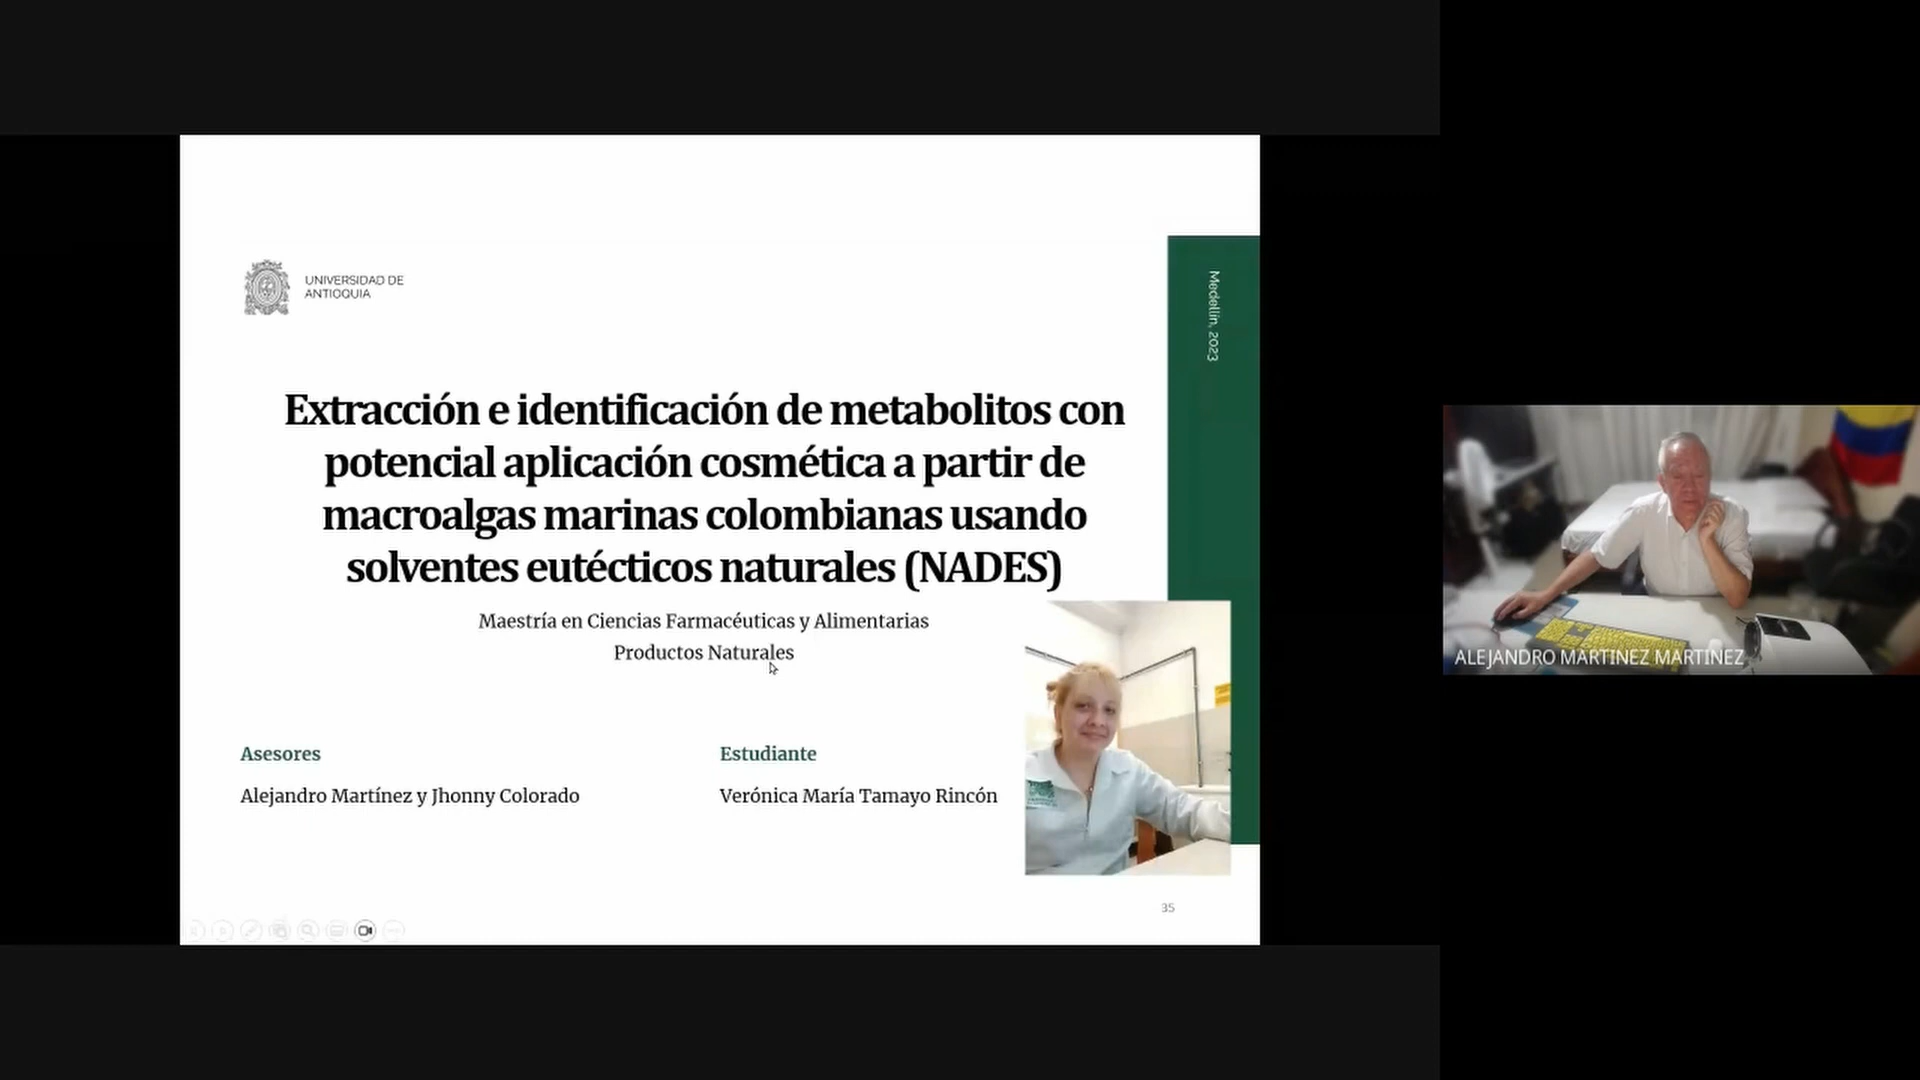 UNIVERSIDAD DE
ANTIOQUIA
Medellín, 2023
Extracción e identificación de metabolitos con
potencial aplicación cosmética a partir de
macroalgas marinas colombianas usando
solventes eutécticos naturales (NADES)
Maestría en Ciencias Farmacéuticas y Alimentarias
Productos Naturales
Asesores
Alejandro Martínez y Jhonny Colorado
Estudiante
Verónica María Tamayo Rincón
35
ALEJANDRO MARTINEZ MARTINEZ